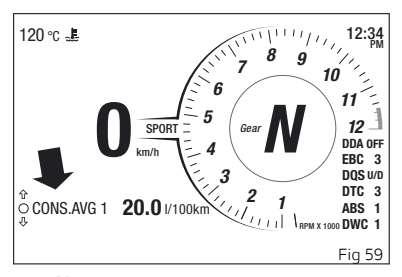 120 °C
12:34
PM
8
9
7
10
6
11
5
12
4
3
2
1
0
SPORT
km/h
Gear
N
RPM X 1000
DDA OFF
EBC 3
DQS U/D
DTC 3
ABS 1
DWC 1
CONS.AVG 1 20.0 l/100km
Fig 59